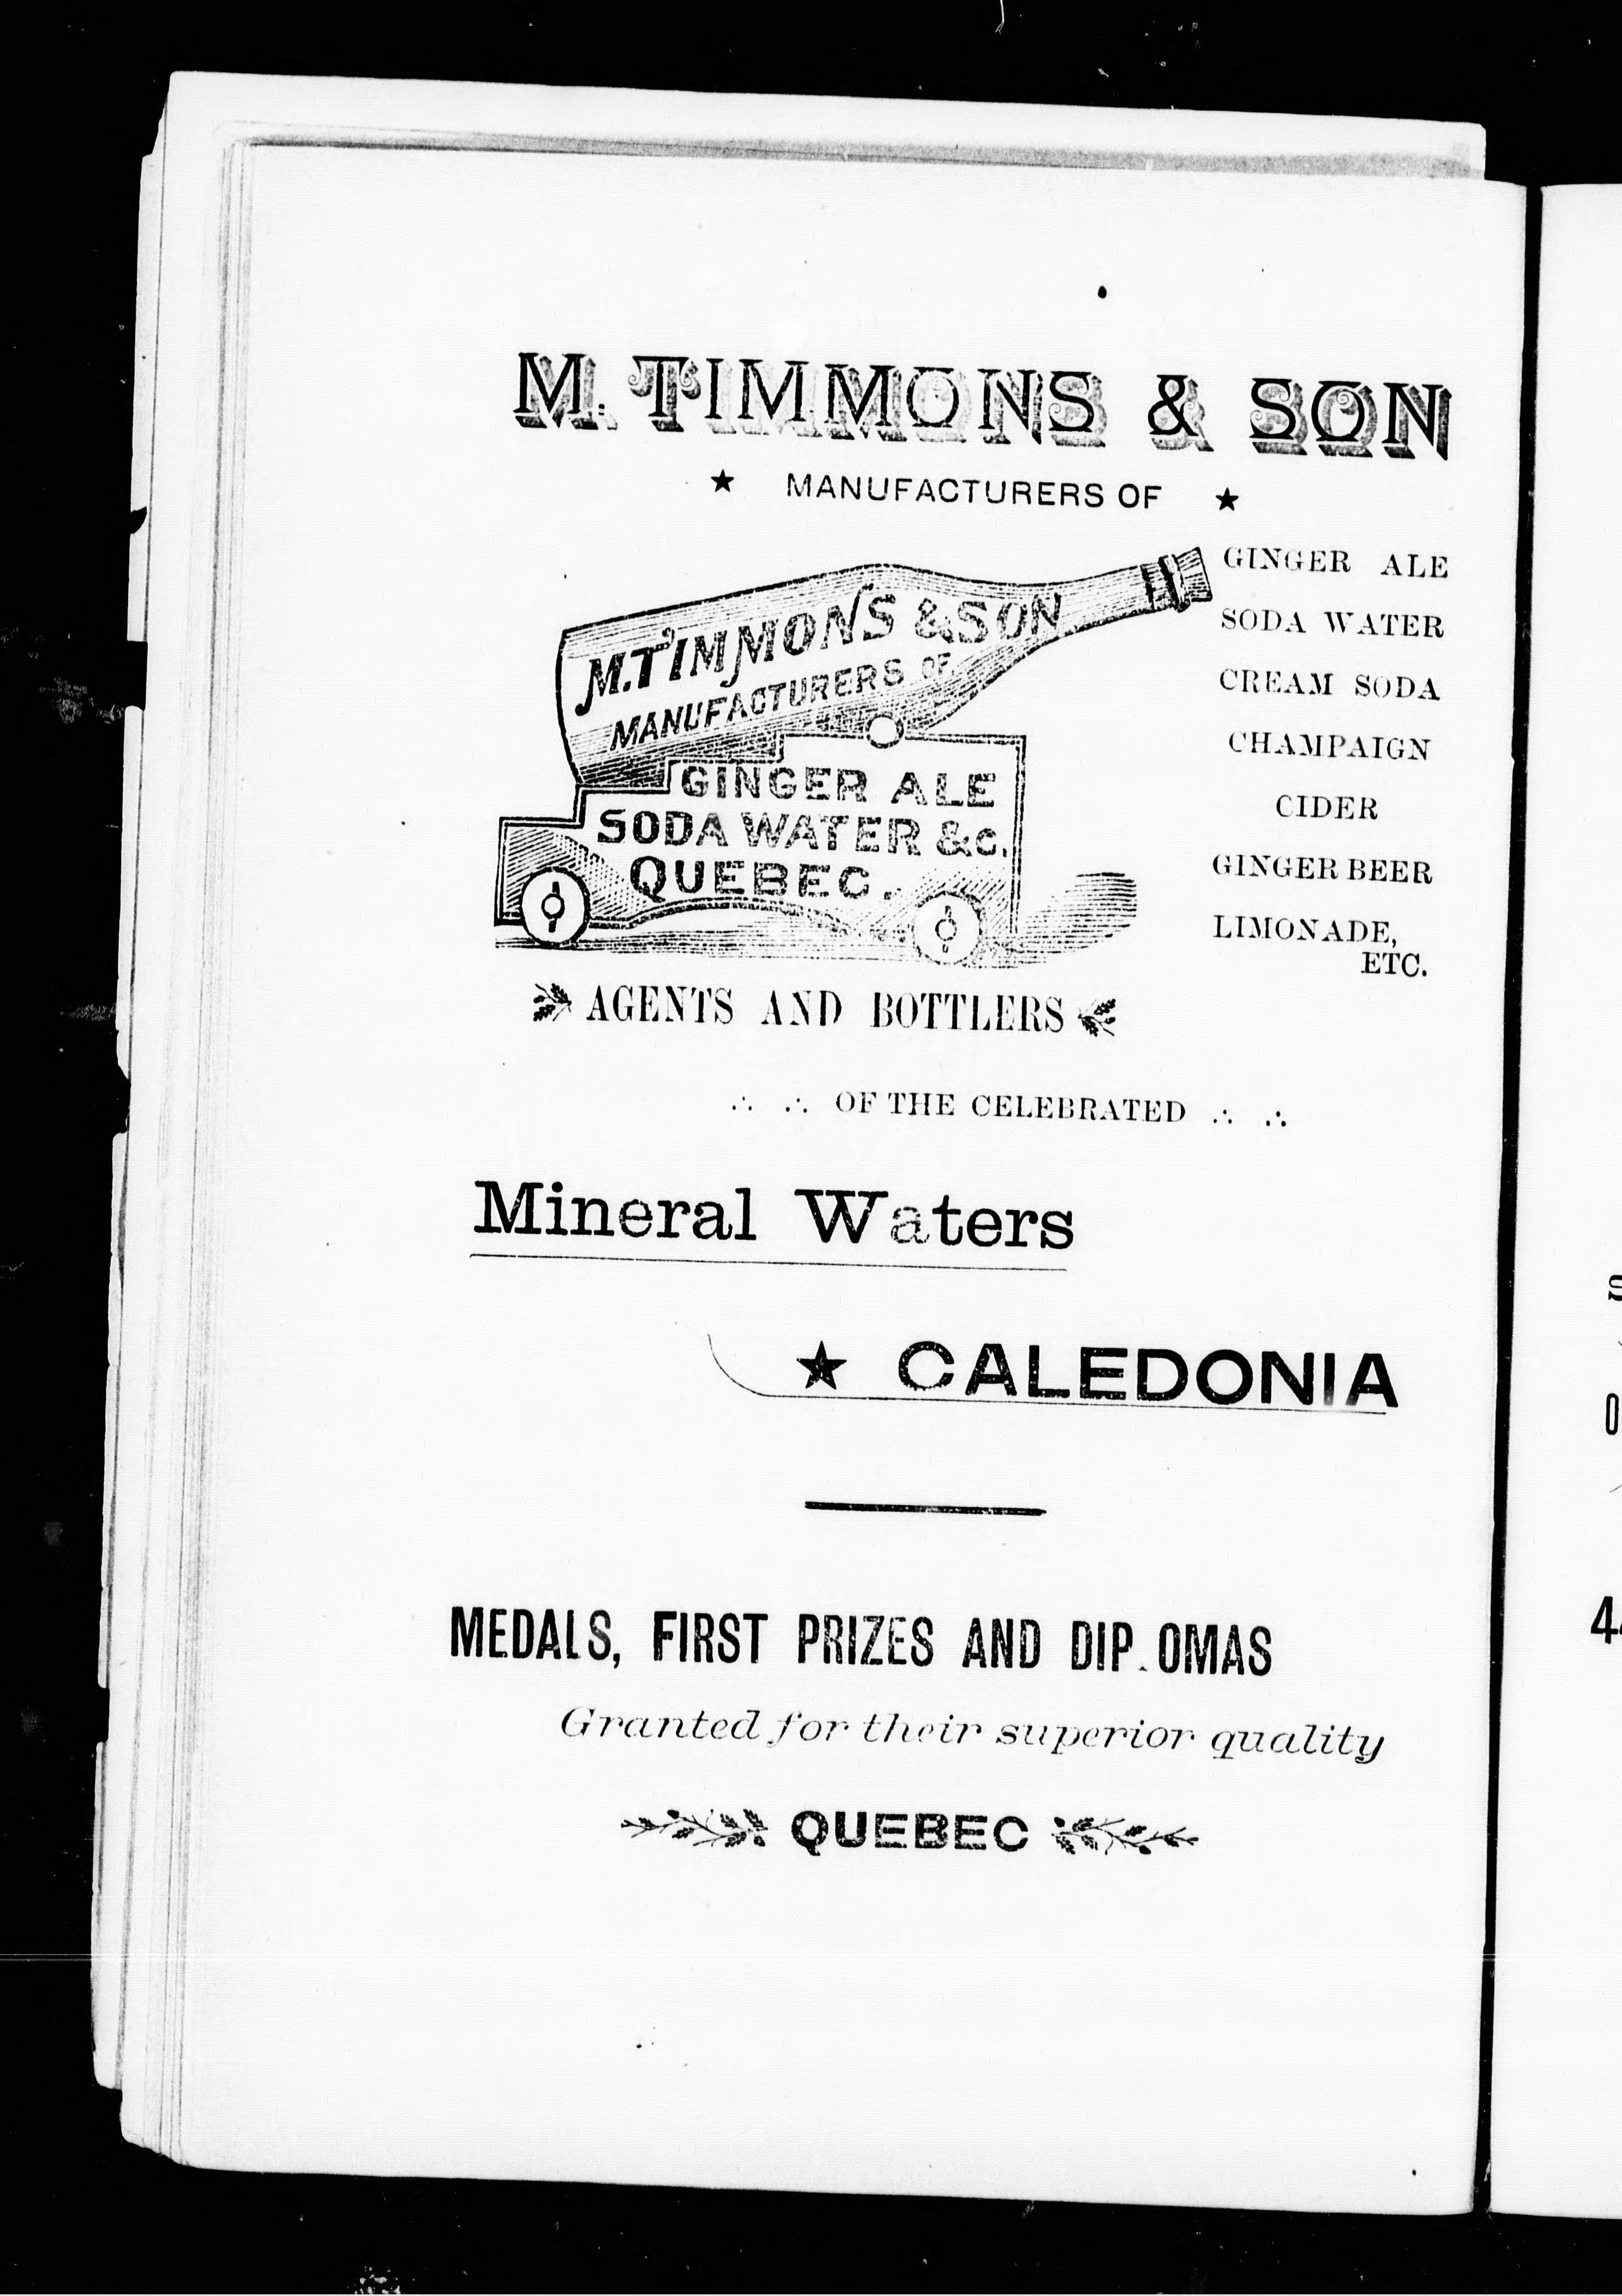 M. TIMMONS & SON
★ MANUFACTURERS OF ★
M. TIMMONS & SON
MANUFACTURERS OF
GINGER ALE
SODA WATER &c.
QUEBEC.
GINGER ALE
SODA WATER
CREAM SODA
CHAMPAIGN
CIDER
GINGER BEER
LIMONADE,
ETC.
AGENTS AND BOTTLERS
∴ ∴ OF THE CELEBRATED ∴ ∴
Mineral Waters
★ CALEDONIA
MEDALS, FIRST PRIZES AND DIP.OMAS
Granted for their superior quality
QUEBEC